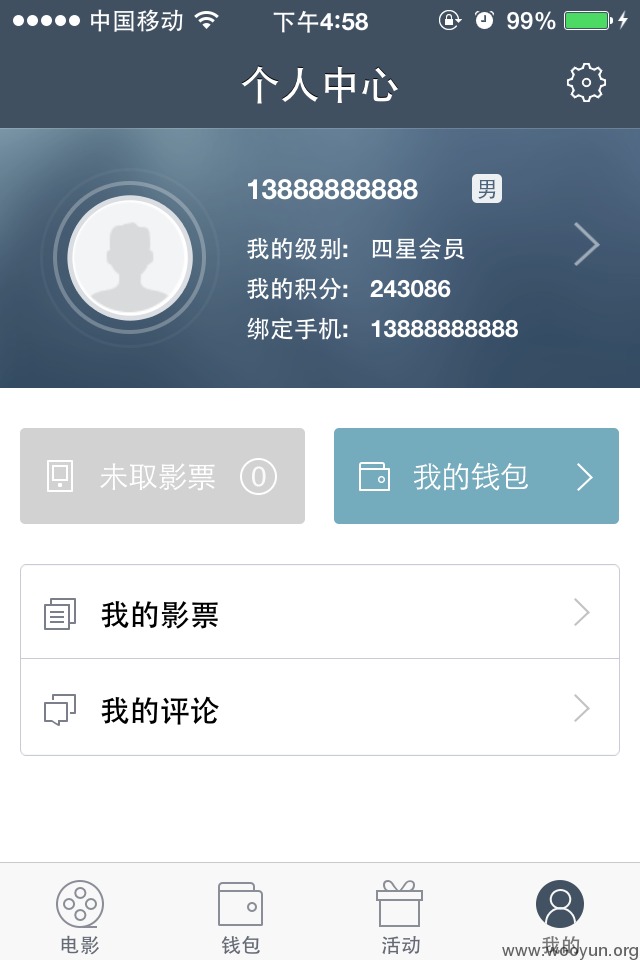 中国移动 下午4:58 99%
个人中心
13888888888 男
我的级别: 四星会员
我的积分: 243086
绑定手机: 13888888888
未取影票 0 我的钱包
我的影票
我的评论
电影 钱包 活动 我的
www.wooyun.org